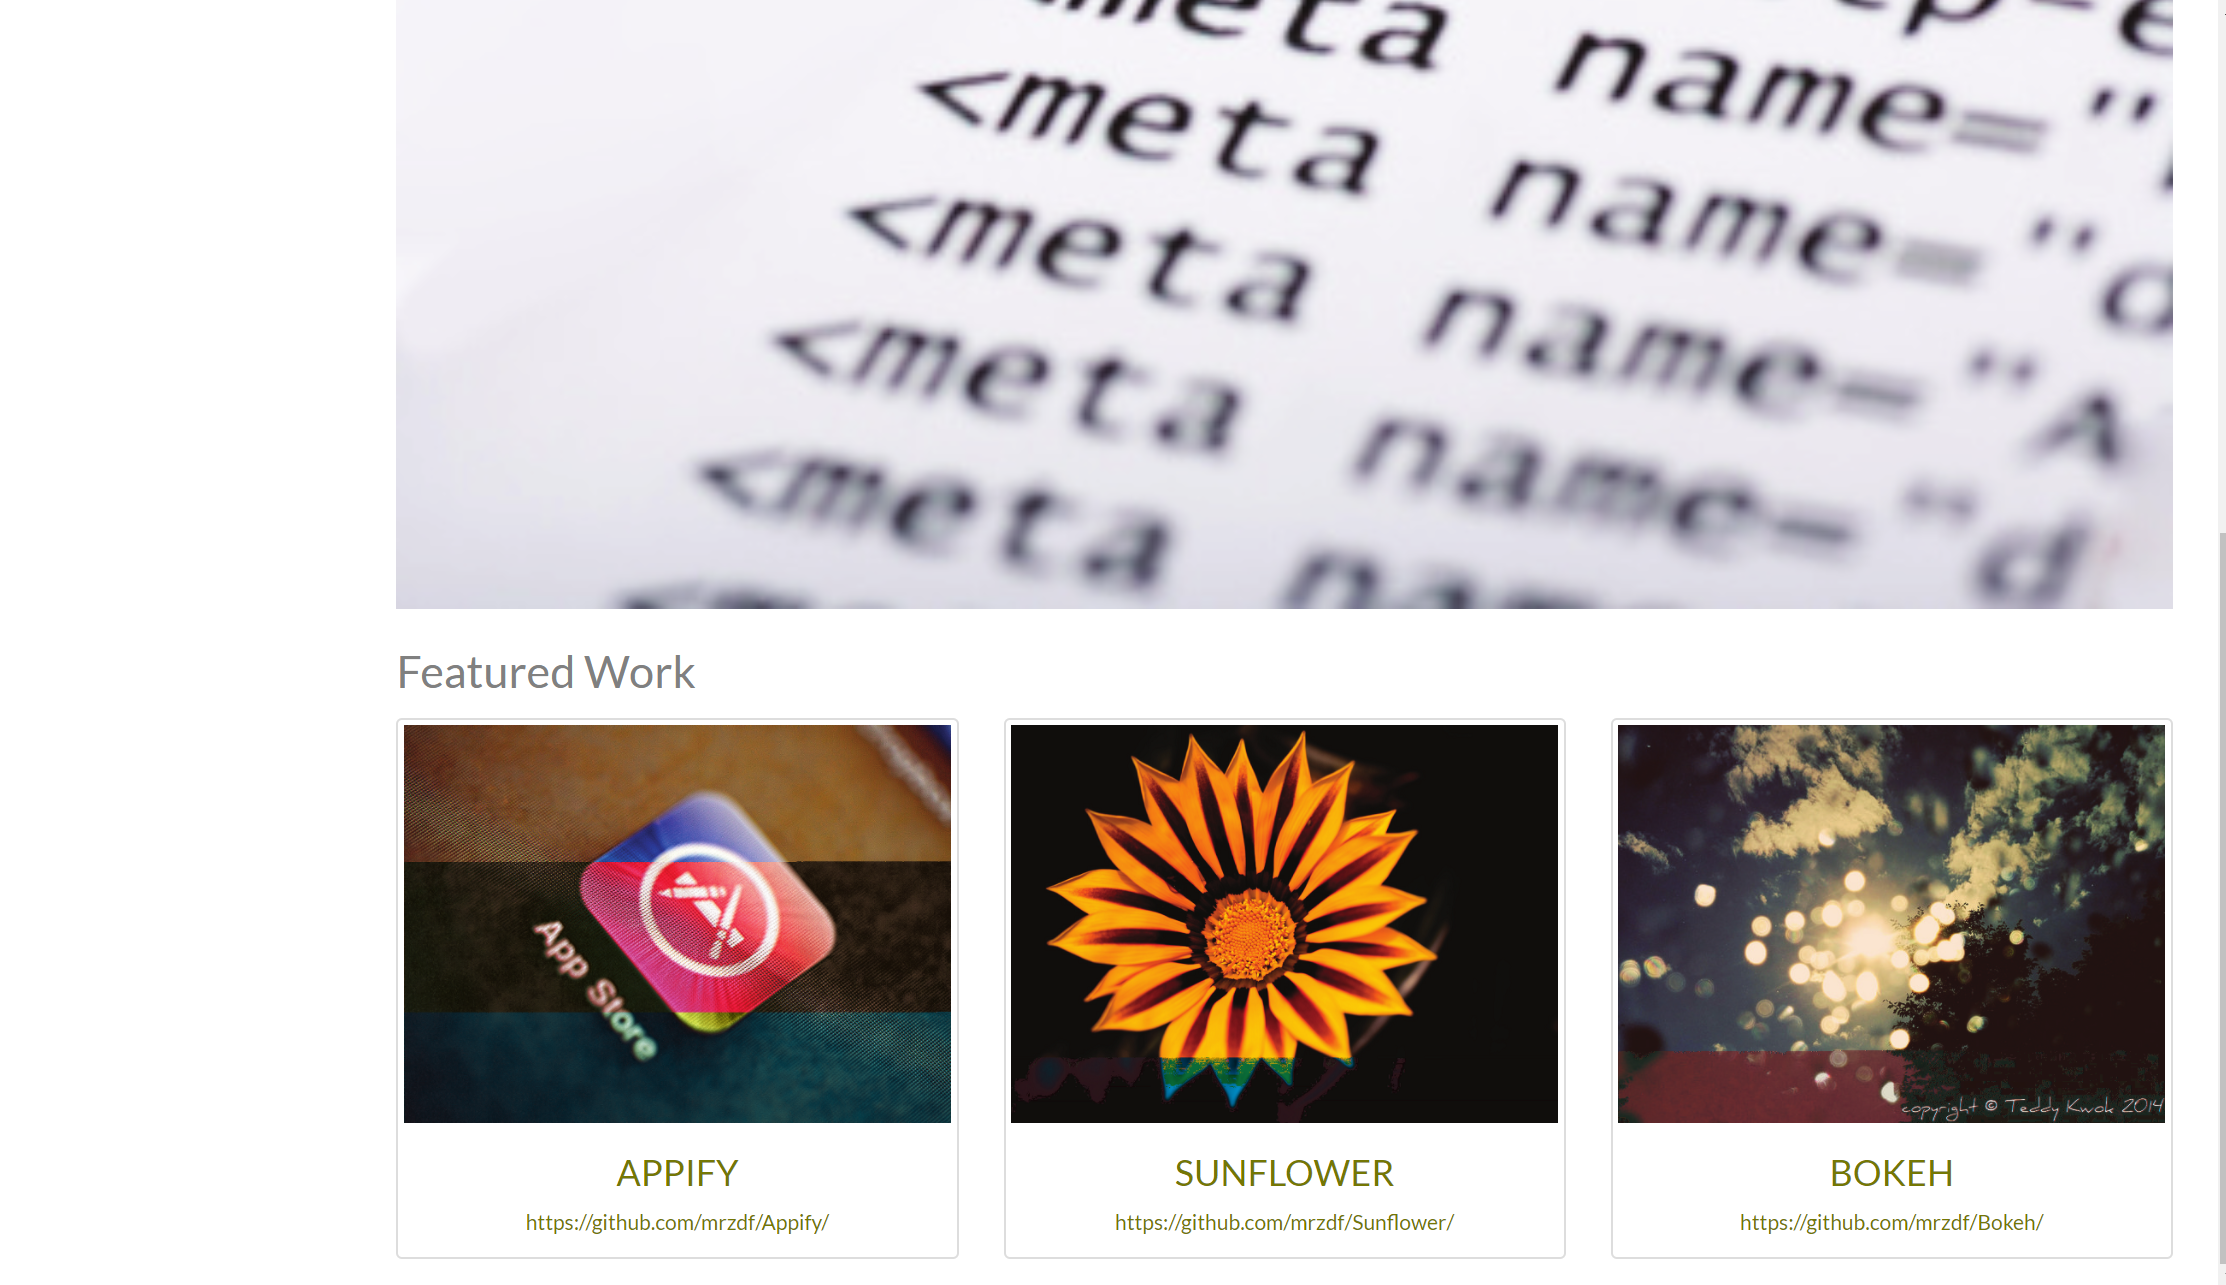 <meta name="
<meta name="d
<meta name="A
<meta name="d
Featured Work
App Store
copyright © Teddy Kwok 2014
APPIFY
SUNFLOWER
BOKEH
https://github.com/mrzdf/Appify/
https://github.com/mrzdf/Sunflower/
https://github.com/mrzdf/Bokeh/